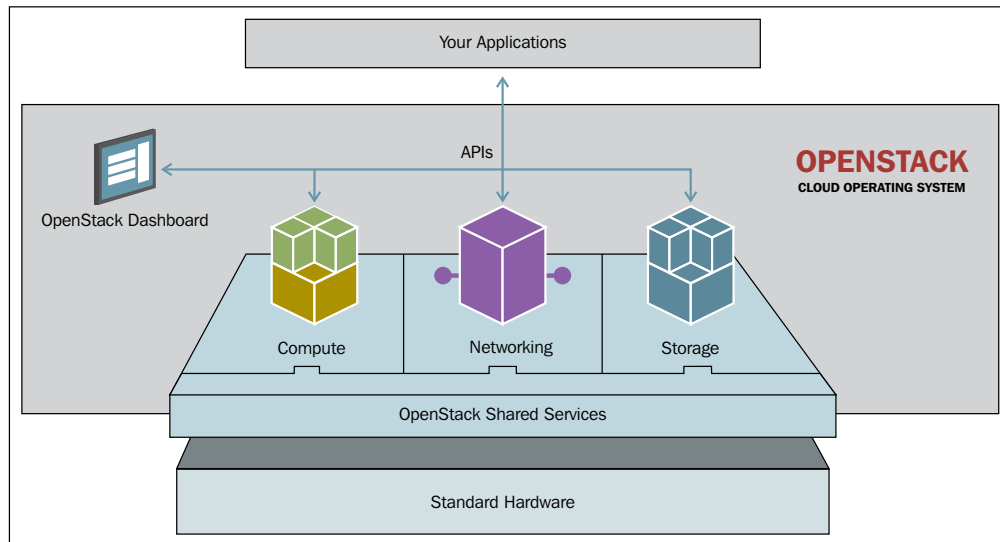 Your Applications
APIs
OPENSTACK
CLOUD OPERATING SYSTEM
OpenStack Dashboard
Compute
Networking
Storage
OpenStack Shared Services
Standard Hardware